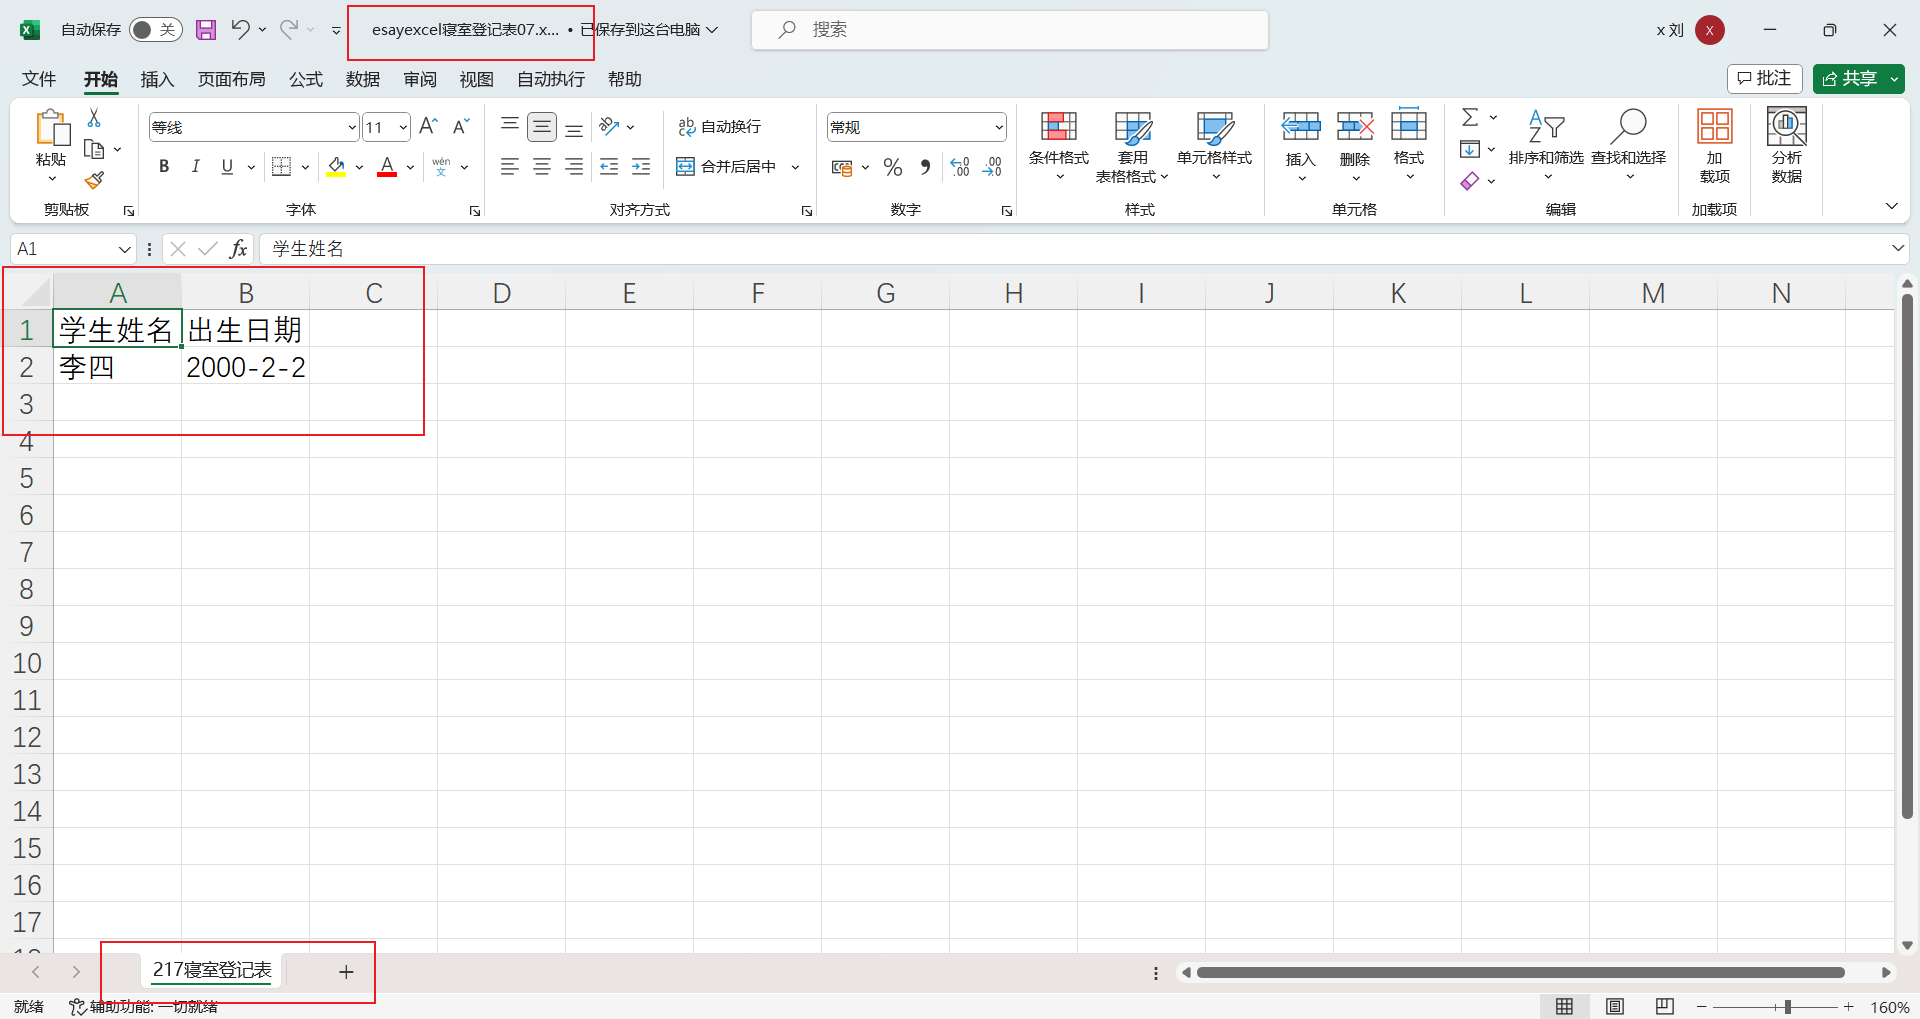 自动保存 关 esayexcel寝室登记表07.x... • 已保存到这台电脑 搜索 x 刘 X
文件 开始 插入 页面布局 公式 数据 审阅 视图 自动执行 帮助 批注 共享
粘贴 等线 11 A A 自动换行 常规 条件格式 套用 表格格式 单元格样式 插入 删除 格式 排序和筛选 查找和选择 加 载项 分析 数据
B I U A wén 文 合并后居中 %
剪贴板 字体 对齐方式 数字 样式 单元格 编辑 加载项
A1 fx 学生姓名
A B C D E F G H I J K L M N
1 学生姓名 出生日期
2 李四 2000-2-2
3
4
5
6
7
8
9
10
11
12
13
14
15
16
17
217寝室登记表 +
就绪 辅助功能: 一切就绪 − + 160%